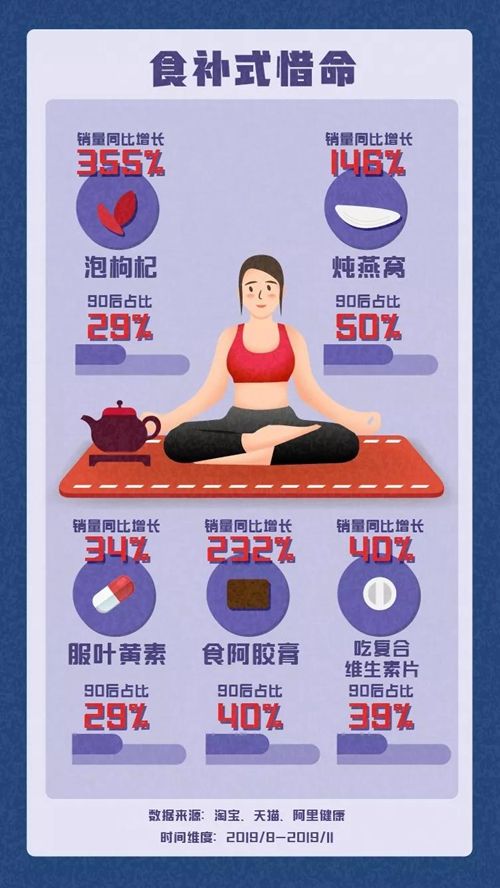 食补式惜命
销量同比增长
355%
泡枸杞
90后占比
29%
销量同比增长
146%
炖燕窝
90后占比
50%
销量同比增长
34%
服叶黄素
90后占比
29%
销量同比增长
232%
食阿胶膏
90后占比
40%
销量同比增长
40%
吃复合
维生素片
90后占比
39%
数据来源：淘宝、天猫、阿里健康
时间维度：2019/8—2019/11